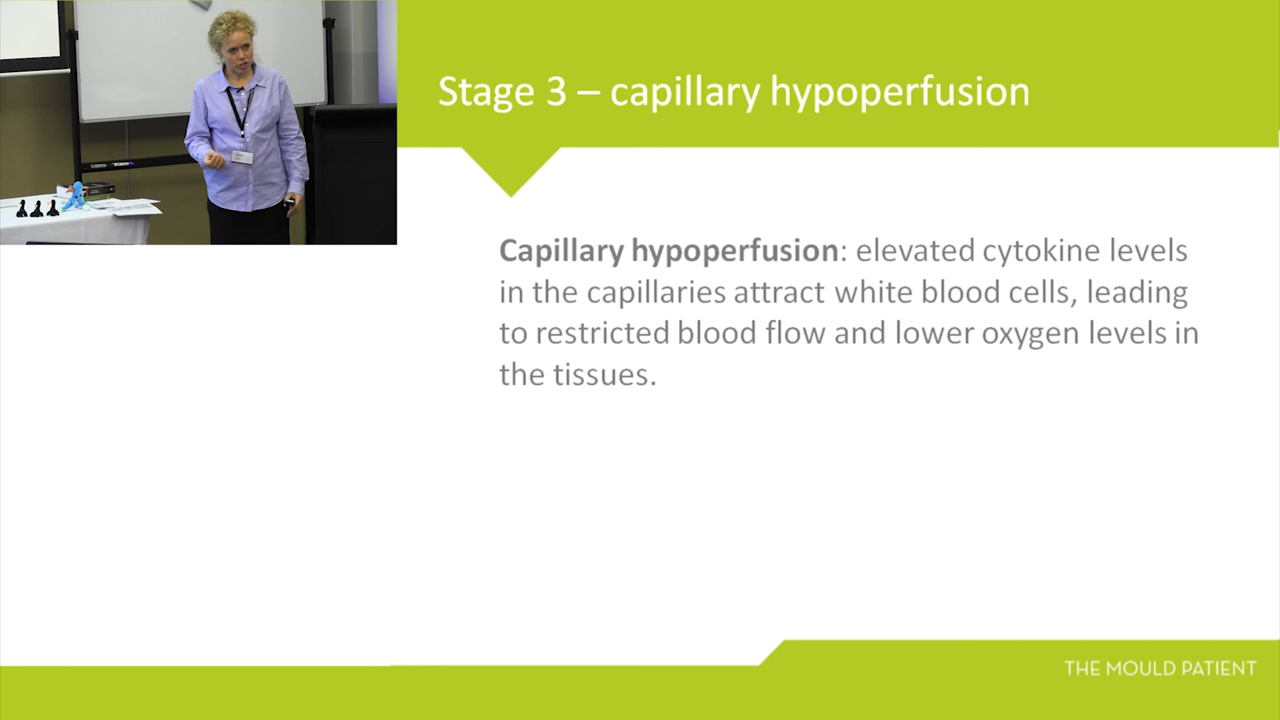 Stage 3 – capillary hypoperfusion
Capillary hypoperfusion: elevated cytokine levels
in the capillaries attract white blood cells, leading
to restricted blood flow and lower oxygen levels in
the tissues.
THE MOULD PATIENT